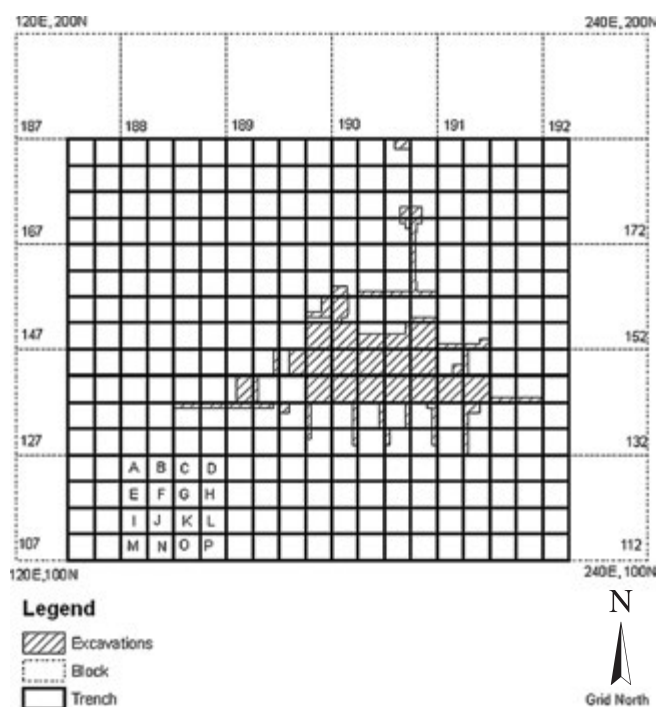 120E, 200N 240E, 200N
187 188 189 190 191 192
167 172
147 152
127 132
A B C D
E F G H
I J K L
M N O P
107 112
120E, 100N 240E, 100N
Legend
Excavations
Block
Trench
N
Grid North